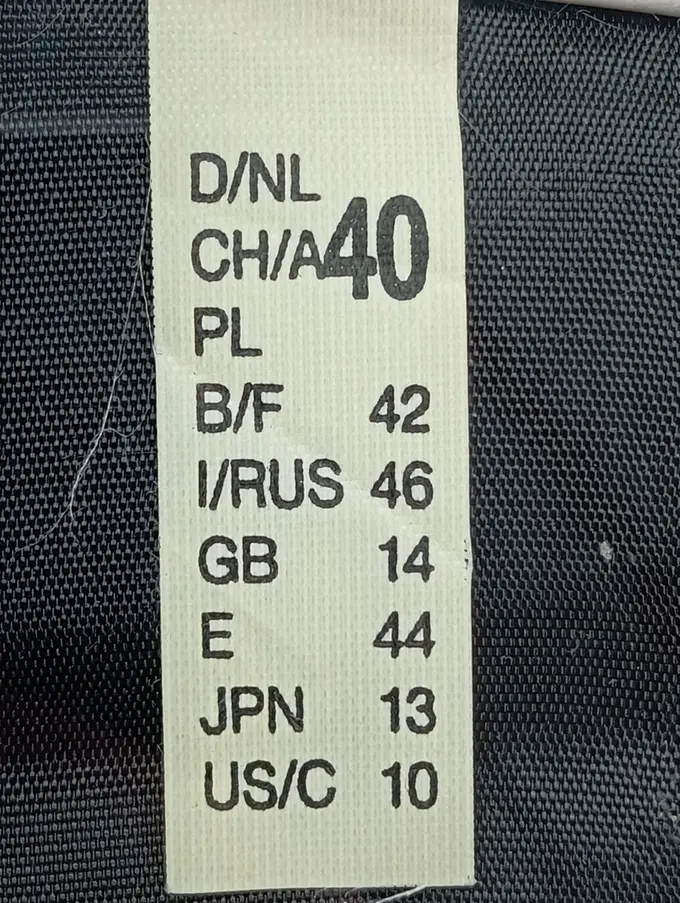 D/NL
CH/A 40
PL
B/F 42
I/RUS 46
GB 14
E 44
JPN 13
US/C 10